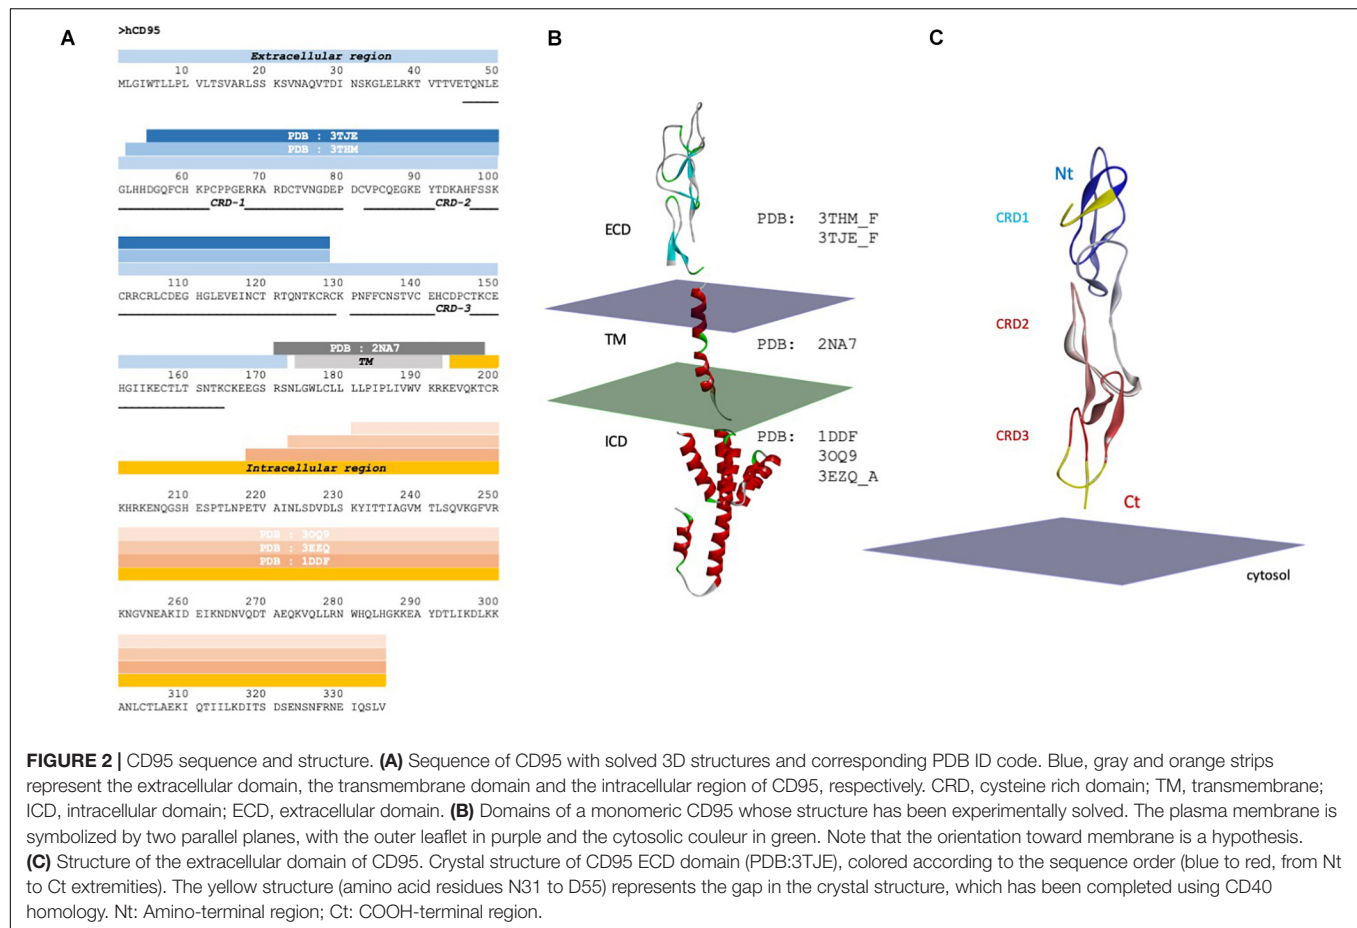 A
>hCD95
Extracellular region
10 20 30 40 50
MLGIWTLLPL VLTSVARLSS KSVNAQVTDI NSKGLELRKT VTTVETQNLE
PDB : 3TJE
PDB : 3THM
60 70 80 90 100
GLHHDGQFCH KPCPPGERKA RDCTVNGDEP DCVPCQEGKE YTDKAHFSSK
CRD-1 CRD-2
110 120 130 140 150
CRRCRLCDEG HGLEVEINCT RTQNTKCRCK PNFFCNSTVC EHCDPCTKCE
CRD-3
PDB : 2NA7
TM
160 170 180 190 200
HGIIKECTLT SNTKCKEEGS RSNLGWLCLL LLPIPLIVWV KRKEVQKTCR
Intracellular region
210 220 230 240 250
KHRKENQGSH ESPTLNPETV AINLSDVDLS KYITTIAGVM TLSQVKGFVR
PDB : 3OQ9
PDB : 3EZQ
PDB : 1DDF
260 270 280 290 300
KNGVNEAKID EIKNDNVQDT AEQKVQLLRN WHQLHGKKEA YDTLIKDLKK
310 320 330
ANLCTLAEKI QTIILKDITS DSENSNFRNE IQSLV
B
ECD
PDB: 3THM_F
3TJE_F
TM
PDB: 2NA7
ICD
PDB: 1DDF
3OQ9
3EZQ_A
C
Nt
CRD1
CRD2
CRD3
Ct
cytosol
FIGURE 2 | CD95 sequence and structure. (A) Sequence of CD95 with solved 3D structures and corresponding PDB ID code. Blue, gray and orange strips
represent the extracellular domain, the transmembrane domain and the intracellular region of CD95, respectively. CRD, cysteine rich domain; TM, transmembrane;
ICD, intracellular domain; ECD, extracellular domain. (B) Domains of a monomeric CD95 whose structure has been experimentally solved. The plasma membrane is
symbolized by two parallel planes, with the outer leaflet in purple and the cytosolic couleur in green. Note that the orientation toward membrane is a hypothesis.
(C) Structure of the extracellular domain of CD95. Crystal structure of CD95 ECD domain (PDB:3TJE), colored according to the sequence order (blue to red, from Nt
to Ct extremities). The yellow structure (amino acid residues N31 to D55) represents the gap in the crystal structure, which has been completed using CD40
homology. Nt: Amino-terminal region; Ct: COOH-terminal region.